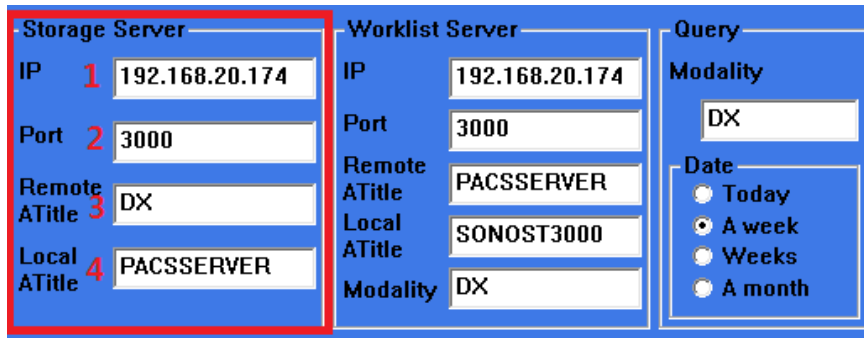 Storage Server
IP 1 192.168.20.174
Port 2 3000
Remote
ATitle 3 DX
Local
ATitle 4 PACSSERVER
Worklist Server
IP 192.168.20.174
Port 3000
Remote
ATitle PACSSERVER
Local
ATitle SONOST3000
Modality DX
Query
Modality
DX
Date
Today
A week
Weeks
A month